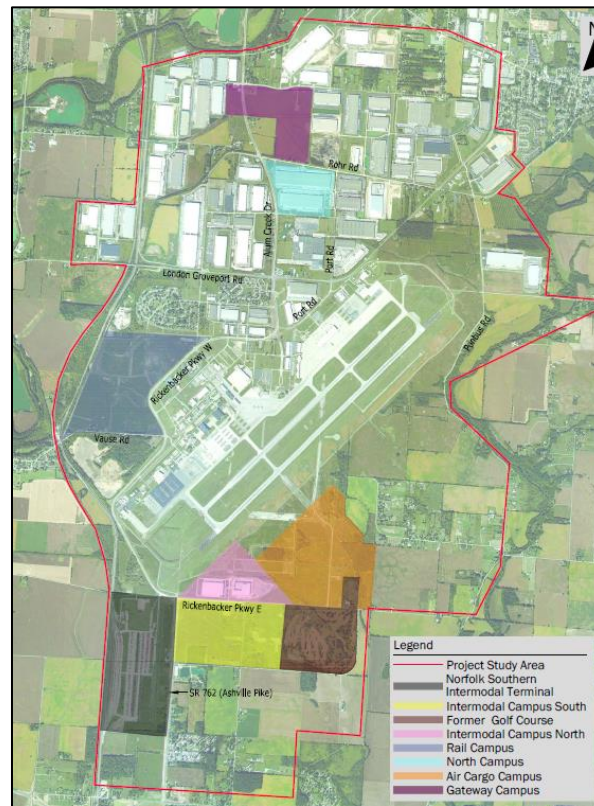 N
Rohr Rd
Alum Creek Dr
Port Rd
London Groveport Rd
Port Rd
Pontius Rd
Rickenbacker Pkwy W
Vause Rd
Rickenbacker Pkwy E
SR 762 (Ashville Pike)
Legend
Project Study Area
Norfolk Southern
Intermodal Terminal
Intermodal Campus South
Former Golf Course
Intermodal Campus North
Rail Campus
North Campus
Air Cargo Campus
Gateway Campus